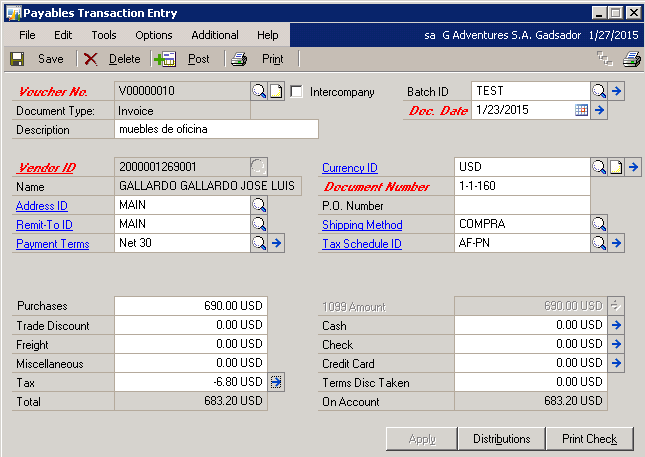 Payables Transaction Entry
File Edit Tools Options Additional Help sa G Adventures S.A. Gadsador 1/27/2015
Save Delete Post Print
Voucher No. V00000010 Intercompany Batch ID TEST
Document Type: Invoice Doc. Date 1/23/2015
Description muebles de oficina
Vendor ID 2000001269001 Currency ID USD
Name GALLARDO GALLARDO JOSE LUIS Document Number 1-1-160
Address ID MAIN P.O. Number
Remit-To ID MAIN Shipping Method COMPRA
Payment Terms Net 30 Tax Schedule ID AF-PN
Purchases 690.00 USD 1099 Amount 690.00 USD
Trade Discount 0.00 USD Cash 0.00 USD
Freight 0.00 USD Check 0.00 USD
Miscellaneous 0.00 USD Credit Card 0.00 USD
Tax -6.80 USD Terms Disc Taken 0.00 USD
Total 683.20 USD On Account 683.20 USD
Apply Distributions Print Check